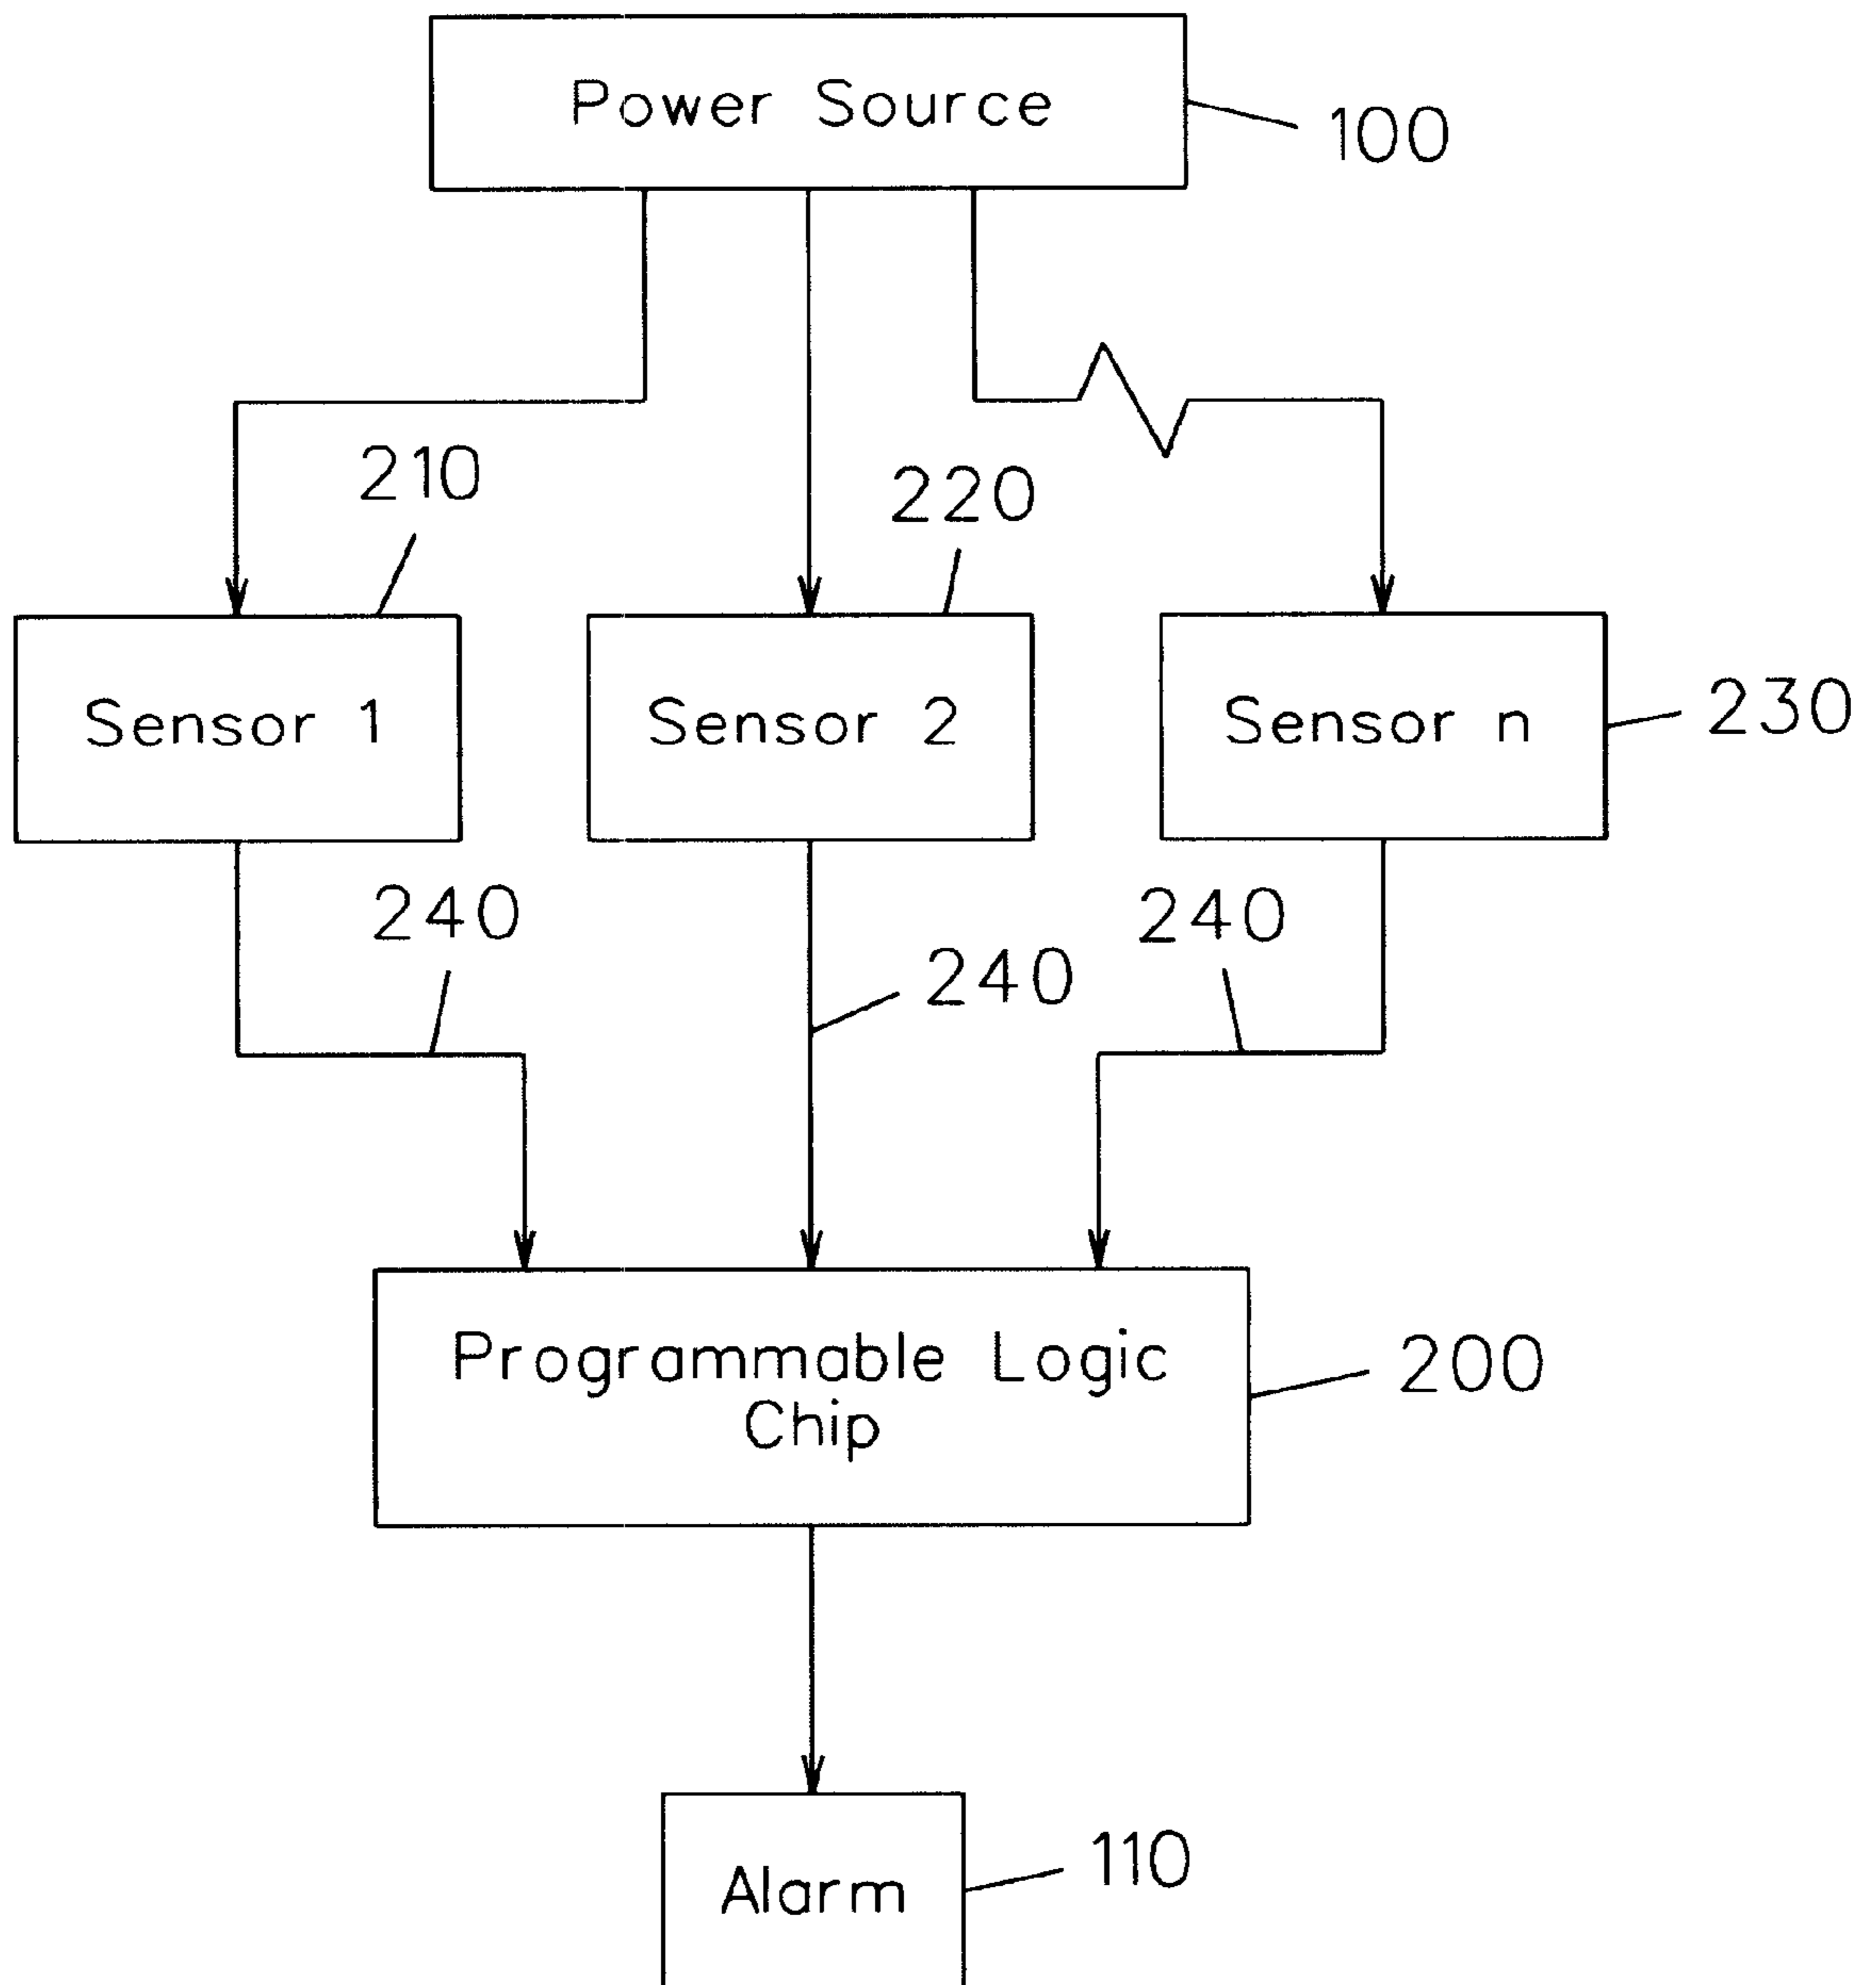 Power Source
100
210
220
Sensor 1
Sensor 2
Sensor n
230
240
240
240
Programmable Logic
Chip
200
Alarm
110